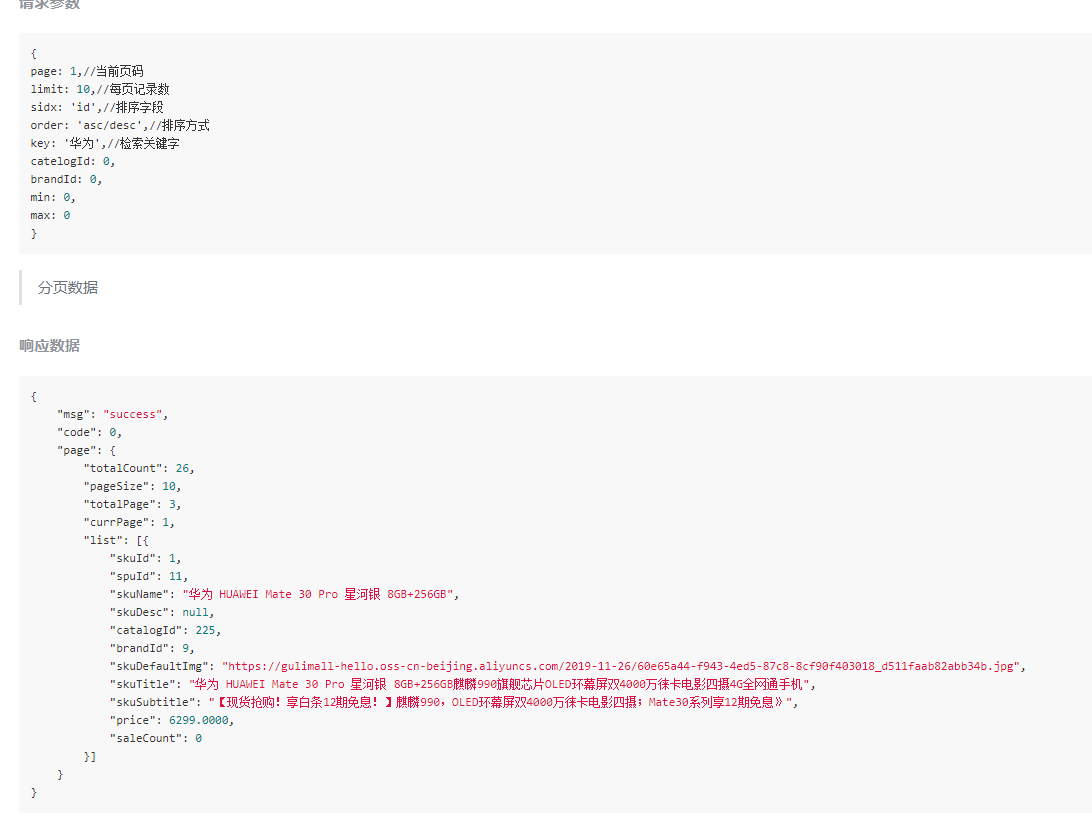 请求参数
{
page: 1,//当前页码
limit: 10,//每页记录数
sidx: 'id',//排序字段
order: 'asc/desc',//排序方式
key: '华为',//检索关键字
catelogId: 0,
brandId: 0,
min: 0,
max: 0
}
分页数据
响应数据
{
    "msg": "success",
    "code": 0,
    "page": {
        "totalCount": 26,
        "pageSize": 10,
        "totalPage": 3,
        "currPage": 1,
        "list": [{
            "skuId": 1,
            "spuId": 11,
            "skuName": "华为 HUAWEI Mate 30 Pro 星河银 8GB+256GB",
            "skuDesc": null,
            "catalogId": 225,
            "brandId": 9,
            "skuDefaultImg": "https://gulimall-hello.oss-cn-beijing.aliyuncs.com/2019-11-26/60e65a44-f943-4ed5-87c8-8cf90f403018_d511faab82abb34b.jpg",
            "skuTitle": "华为 HUAWEI Mate 30 Pro 星河银 8GB+256GB麒麟990旗舰芯片OLED环幕屏双4000万徕卡电影四摄4G全网通手机",
            "skuSubtitle": "【现货抢购！享白条12期免息！】麒麟990，OLED环幕屏双4000万徕卡电影四摄；Mate30系列享12期免息》",
            "price": 6299.0000,
            "saleCount": 0
        }]
    }
}